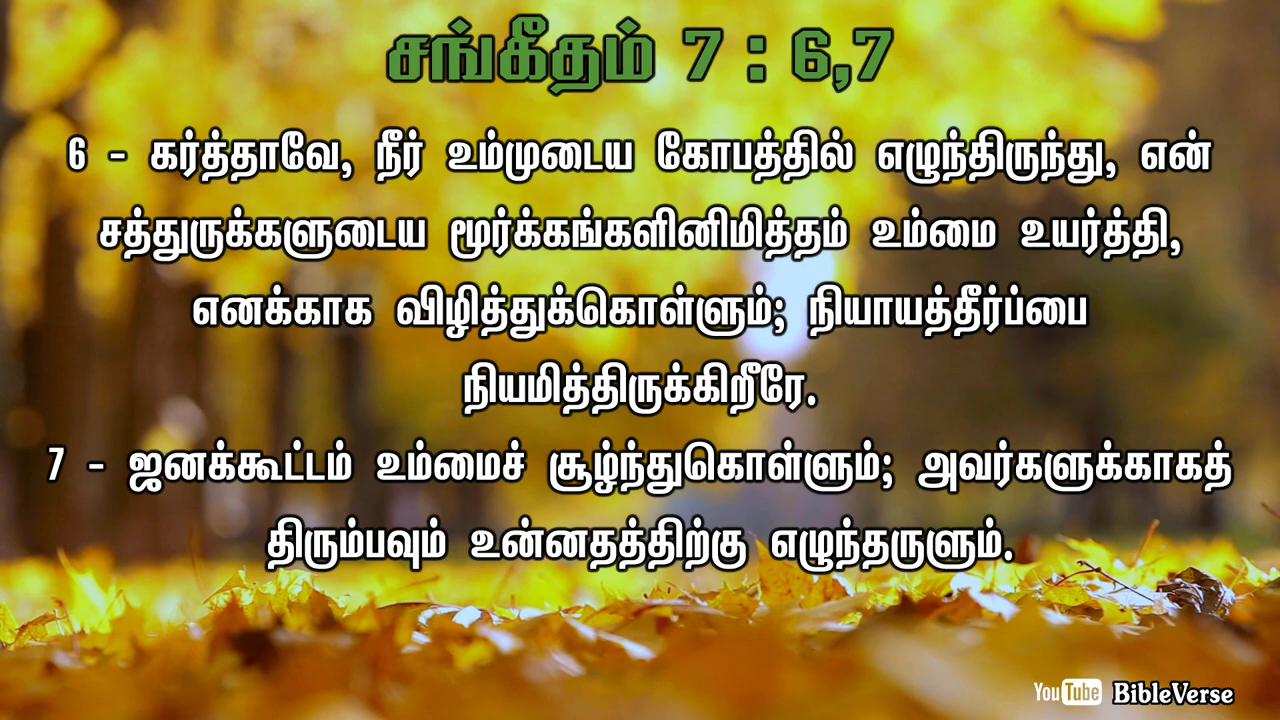 சங்கீதம் 7 : 6,7
6 - கர்த்தாவே, நீர் உம்முடைய கோபத்தில் எழுந்திருந்து, என்
சத்துருக்களுடைய மூர்க்கங்களினிமித்தம் உம்மை உயர்த்தி,
எனக்காக விழித்துக்கொள்ளும்; நியாயத்தீர்ப்பை
நியமித்திருக்கிறீரே.
7 - ஜனக்கூட்டம் உம்மைச் சூழ்ந்துகொள்ளும்; அவர்களுக்காகத்
திரும்பவும் உன்னதத்திற்கு எழுந்தருளும்.
YouTube BibleVerse